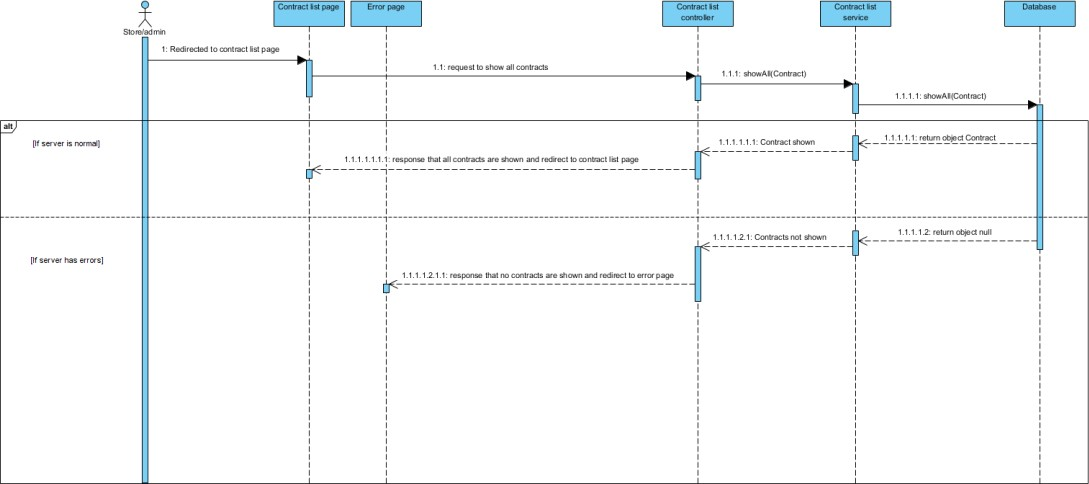 Store/admin
Contract list page
Error page
Contract list
controller
Contract list
service
Database
1: Redirected to contract list page
1.1: request to show all contracts
1.1.1: showAll(Contract)
1.1.1.1: showAll(Contract)
alt
[If server is normal]
1.1.1.1.1: return object Contract
1.1.1.1.1.1: Contract shown
1.1.1.1.1.1.1: response that all contracts are shown and redirect to contract list page
1.1.1.1.2: return object null
1.1.1.1.2.1: Contracts not shown
[If server has errors]
1.1.1.1.2.1.1: response that no contracts are shown and redirect to error page